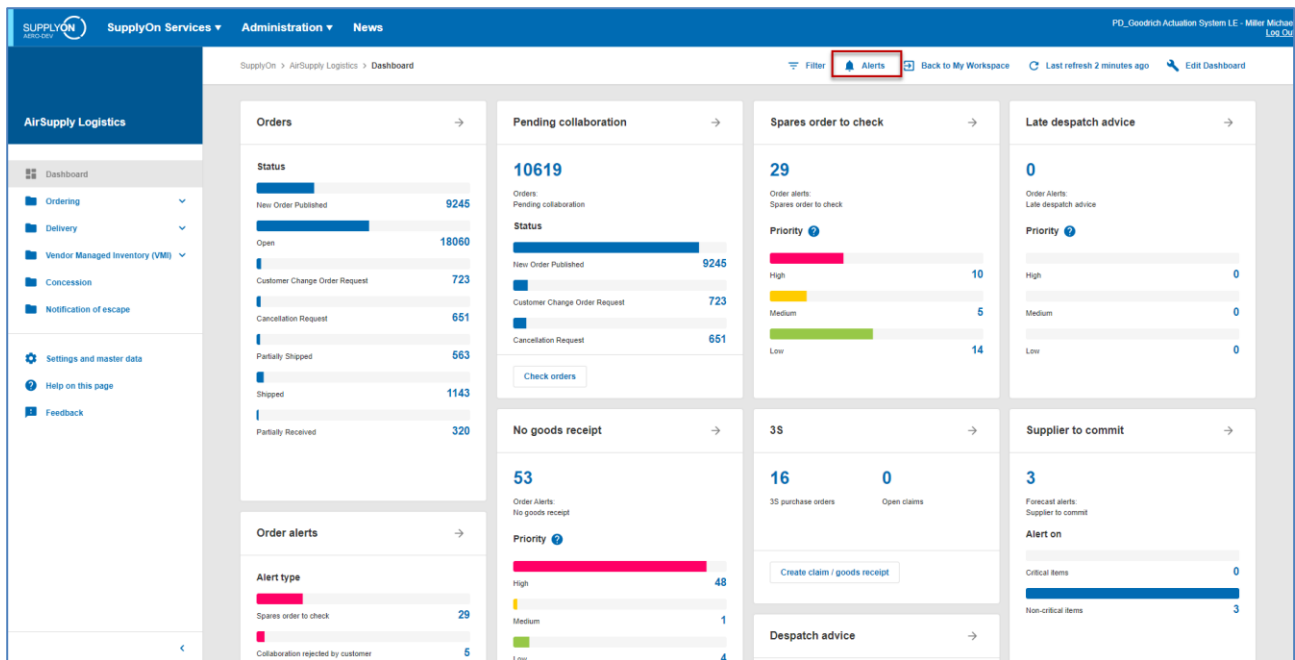 SUPPLYON
AERO-DEV
SupplyOn Services ▾ Administration ▾ News
PD_Goodrich Actuation System LE - Miller Michae
Log Ou
SupplyOn > AirSupply Logistics > Dashboard
Filter Alerts Back to My Workspace Last refresh 2 minutes ago Edit Dashboard
AirSupply Logistics
Dashboard
Ordering
Delivery
Vendor Managed Inventory (VMI)
Concession
Notification of escape
Settings and master data
Help on this page
Feedback
Orders →
Status
New Order Published 9245
Open 18060
Customer Change Order Request 723
Cancellation Request 651
Partially Shipped 563
Shipped 1143
Partially Received 320
Order alerts →
Alert type
Spares order to check 29
Collaboration rejected by customer 5
Pending collaboration →
10619
Orders:
Pending collaboration
Status
New Order Published 9245
Customer Change Order Request 723
Cancellation Request 651
Check orders
No goods receipt →
53
Order Alerts:
No goods receipt
Priority ?
High 48
Medium 1
Low 4
Spares order to check →
29
Order alerts:
Spares order to check
Priority ?
High 10
Medium 5
Low 14
3S →
16 0
3S purchase orders Open claims
Create claim / goods receipt
Despatch advice →
Late despatch advice →
0
Order Alerts:
Late despatch advice
Priority ?
High 0
Medium 0
Low 0
Supplier to commit →
3
Forecast alerts:
Supplier to commit
Alert on
Critical items 0
Non-critical items 3